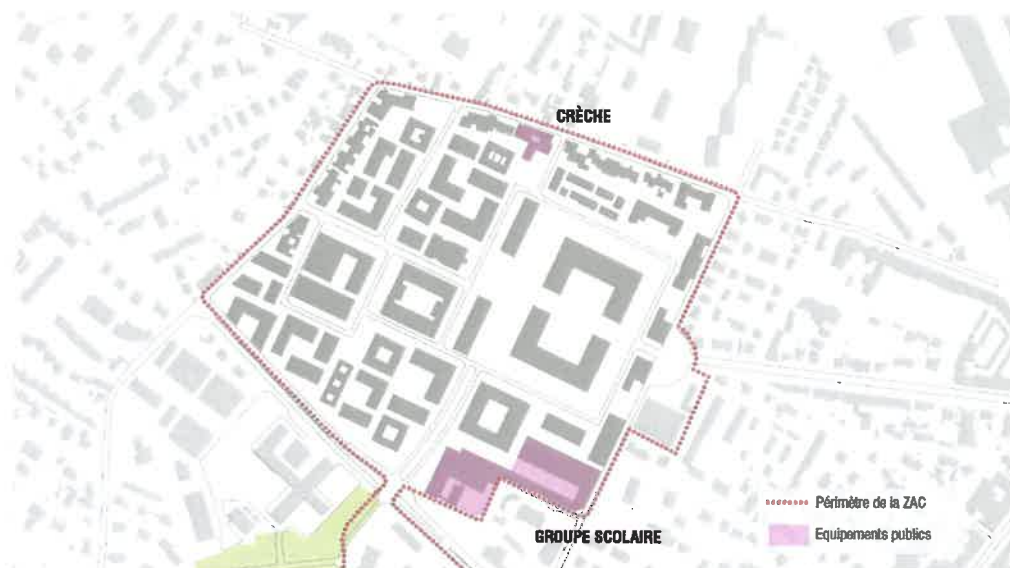 CRÈCHE
GROUPE SCOLAIRE
Périmètre de la ZAC
Equipements publics